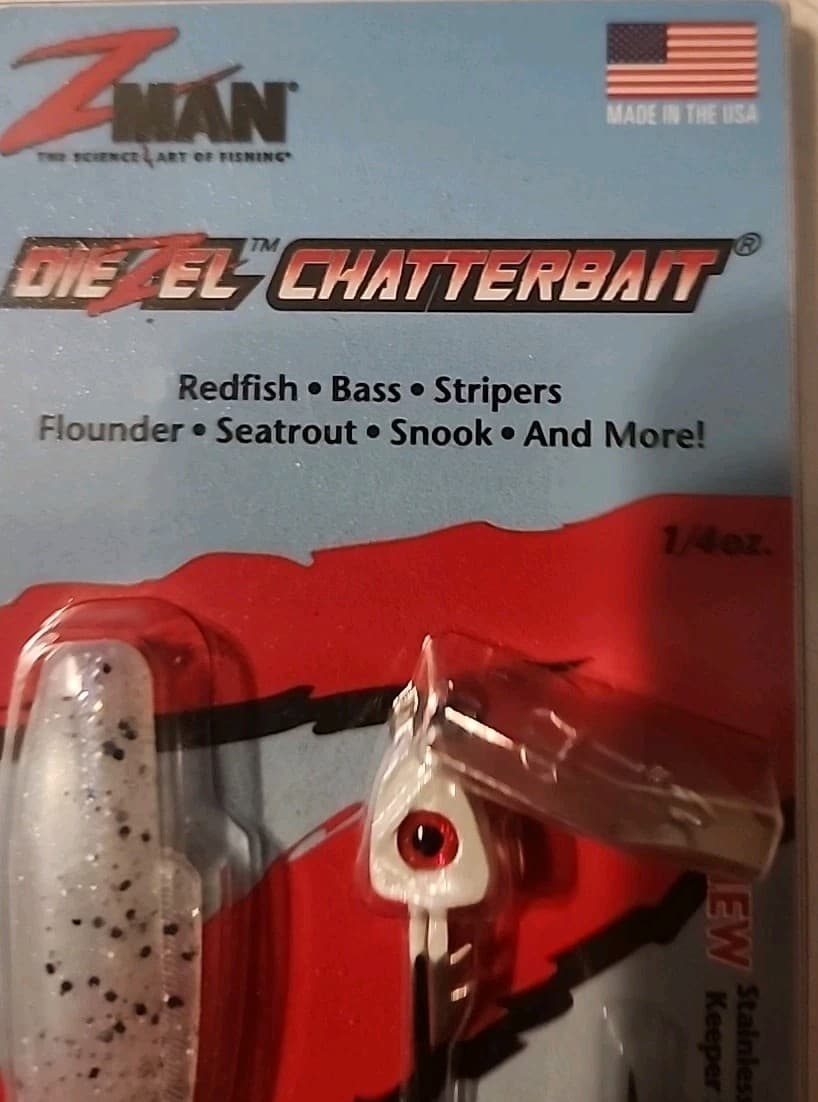 ZMAN®
THE SCIENCE & ART OF FISHING®
MADE IN THE USA
DIEZEL™ CHATTERBAIT®
Redfish • Bass • Stripers
Flounder • Seatrout • Snook • And More!
1/4oz.
EW
Stainless
Keeper